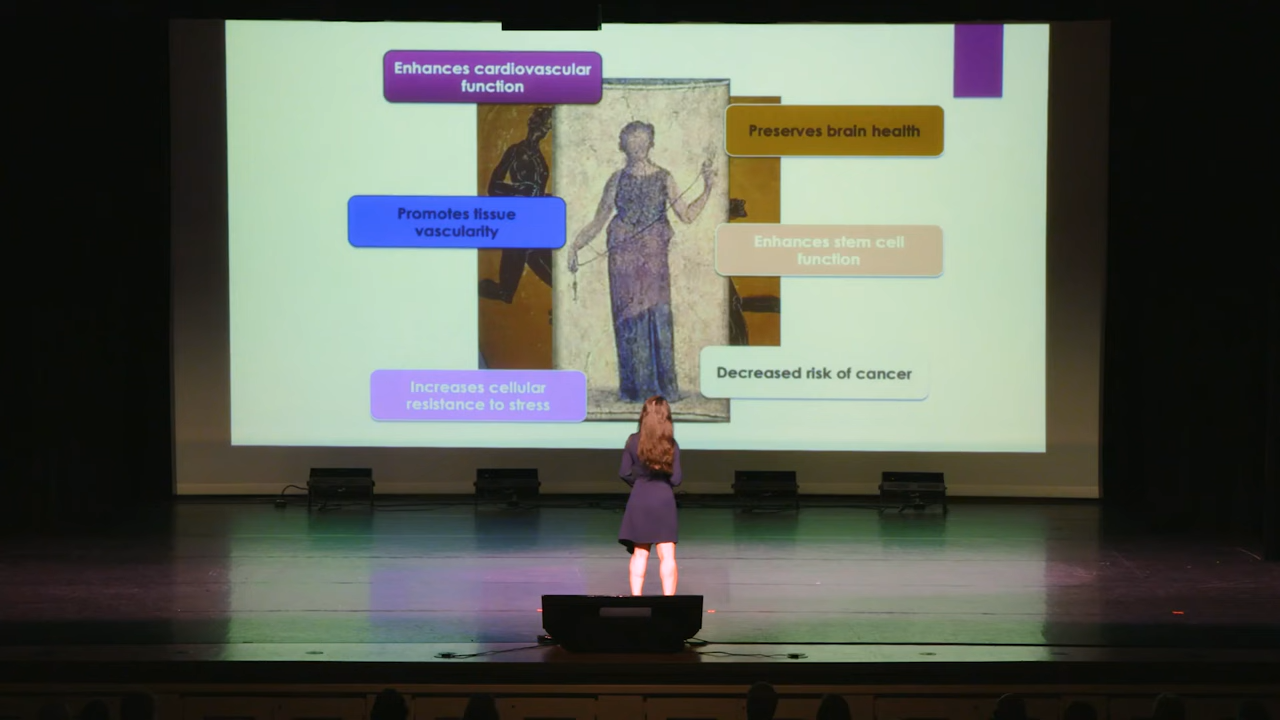 Enhances cardiovascular
function
Preserves brain health
Promotes tissue
vascularity
Enhances stem cell
function
Increases cellular
resistance to stress
Decreased risk of cancer